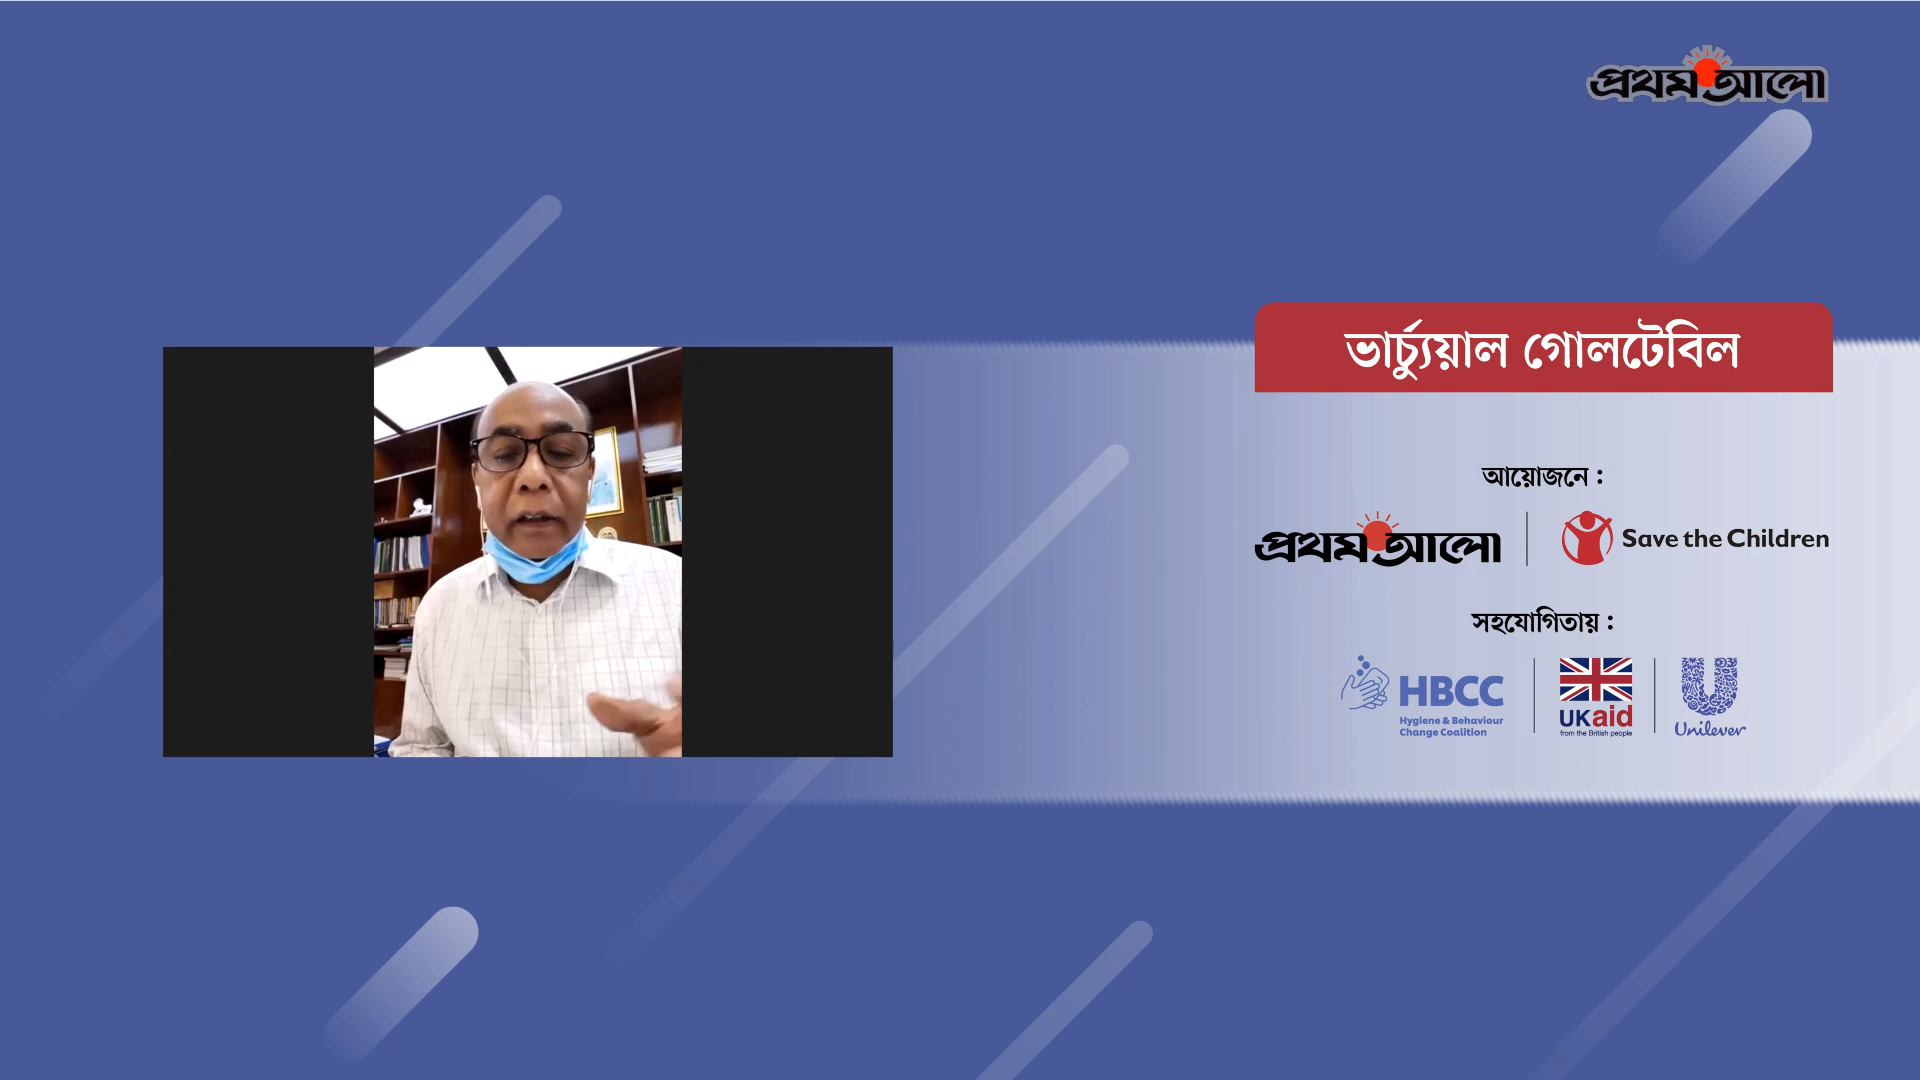 প্রথম আলো
ভার্চ্যুয়াল গোলটেবিল
আয়োজনে :
প্রথম আলো
Save the Children
সহযোগিতায় :
HBCC
Hygiene & Behaviour
Change Coalition
UKaid
from the British people
Unilever